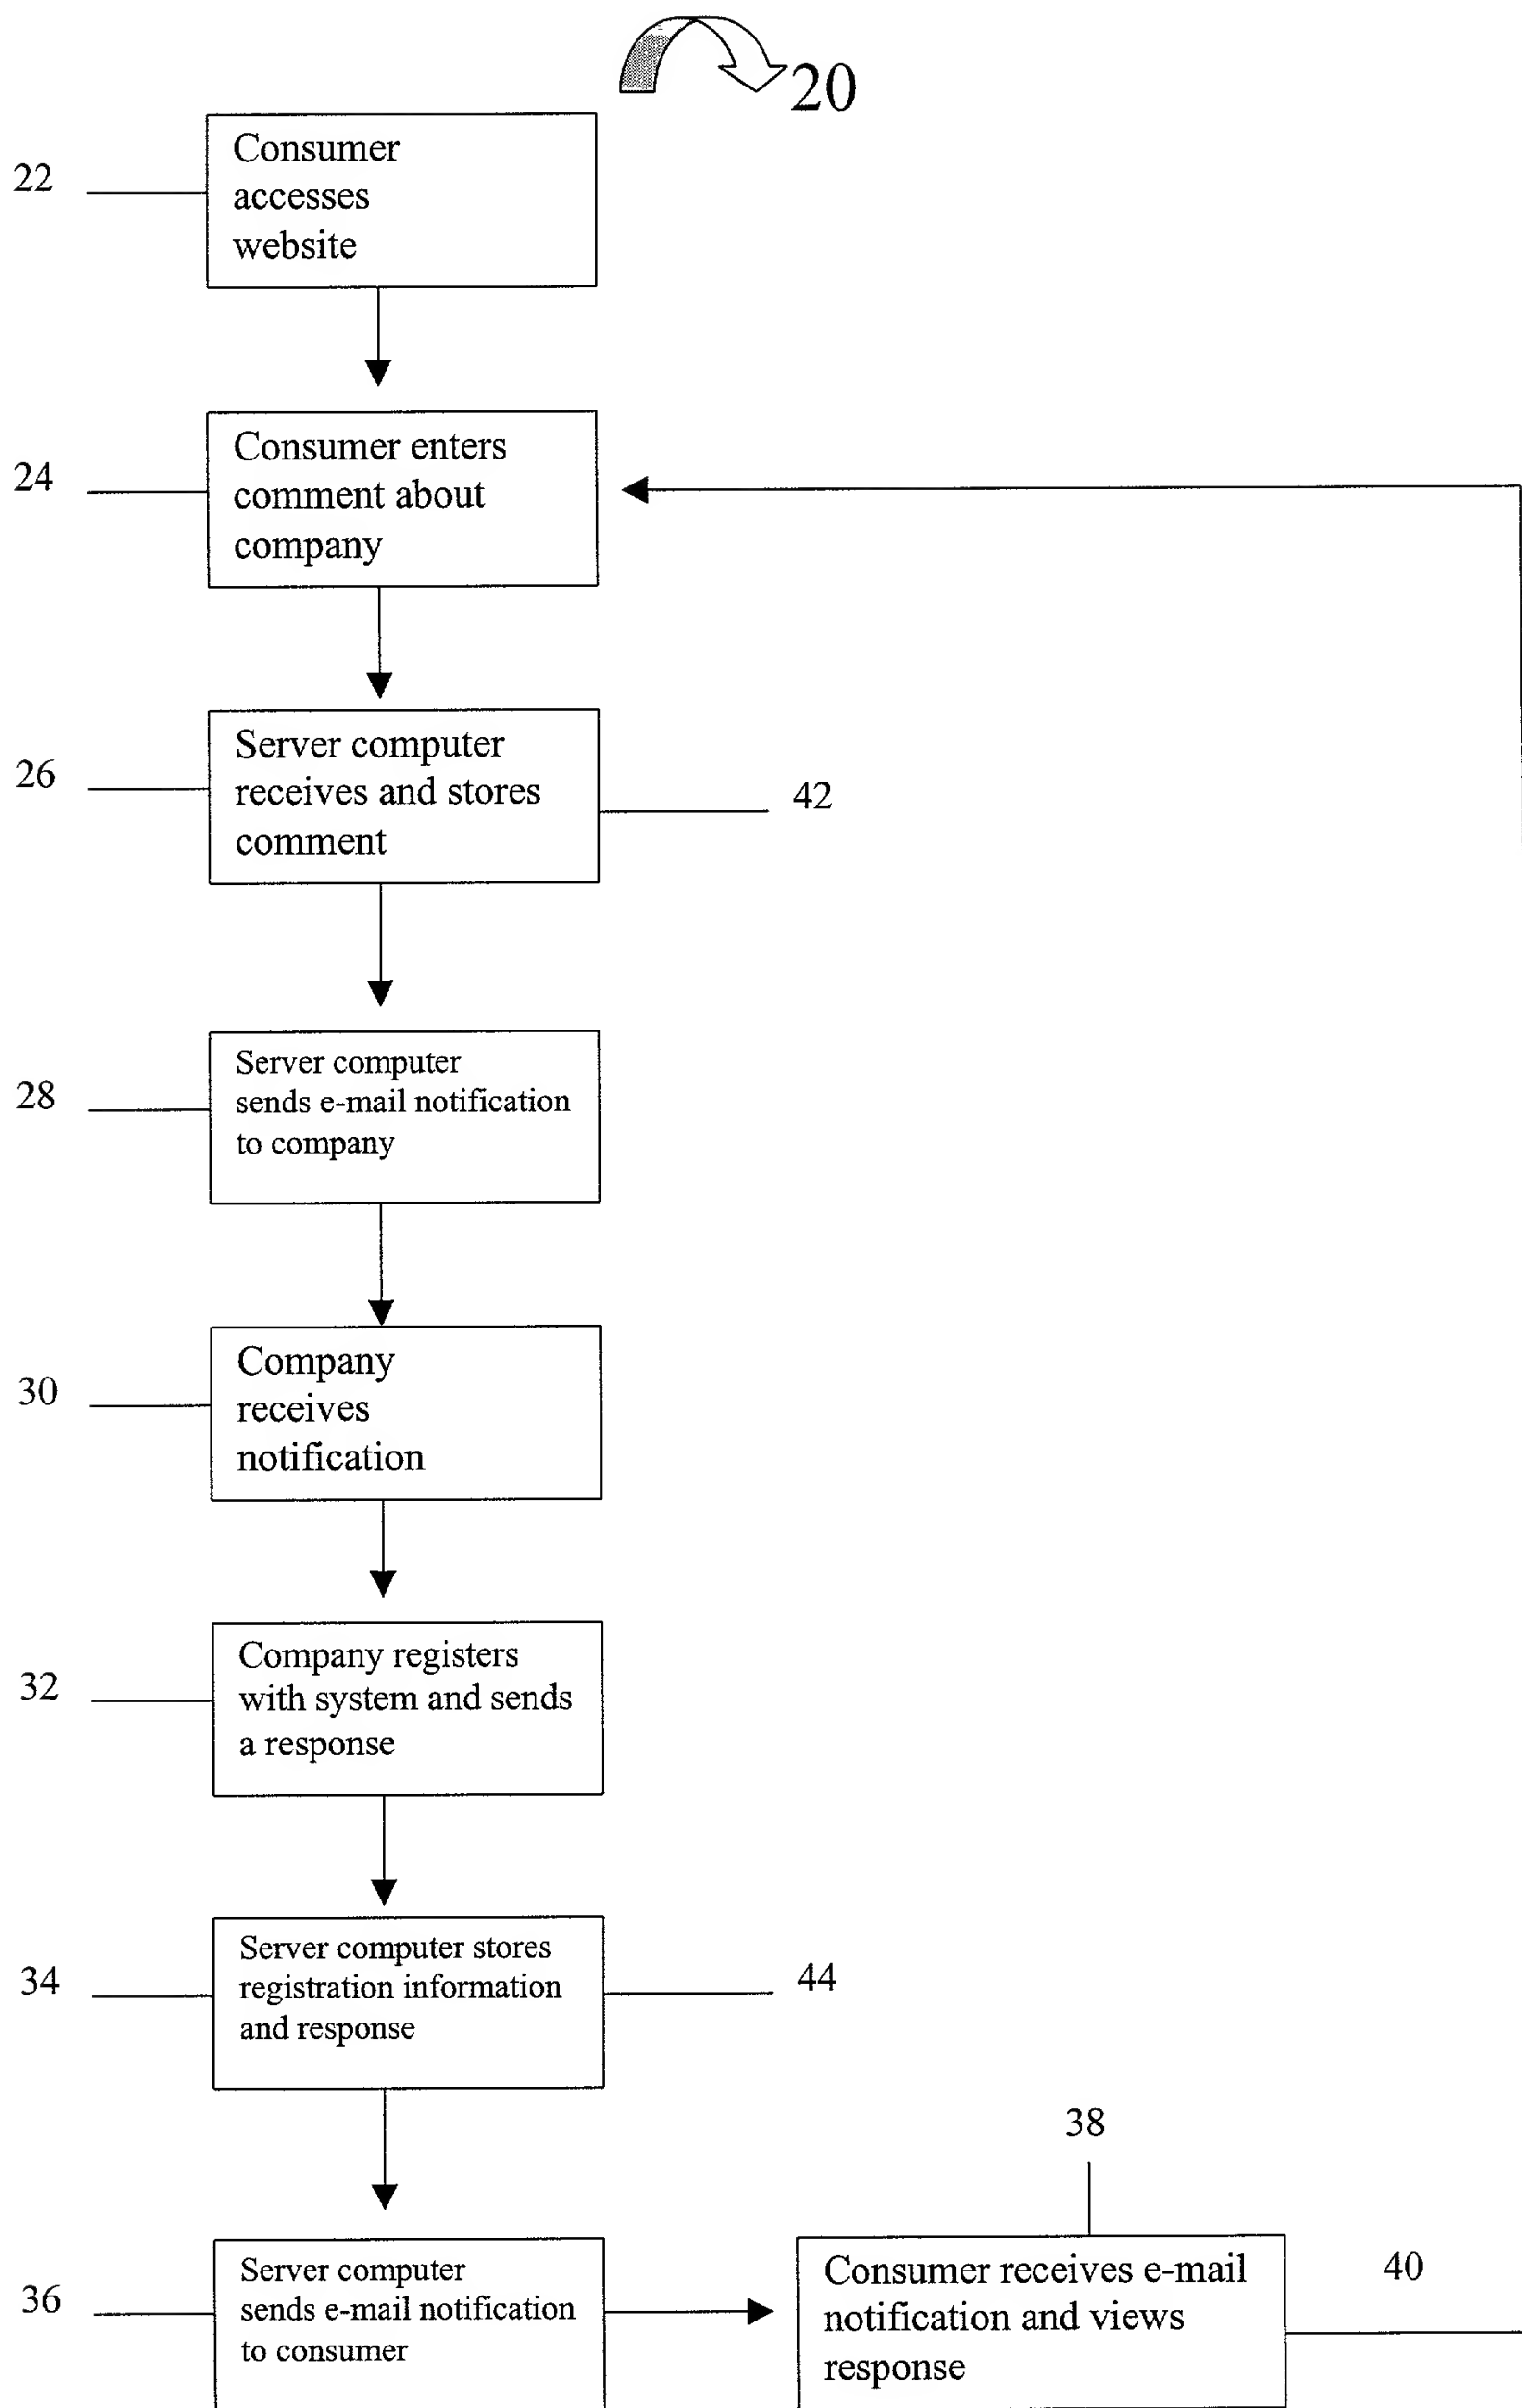 20
22
Consumer
accesses
website
24
Consumer enters
comment about
company
26
Server computer
receives and stores
comment
42
28
Server computer
sends e-mail notification
to company
30
Company
receives
notification
32
Company registers
with system and sends
a response
34
Server computer stores
registration information
and response
44
36
Server computer
sends e-mail notification
to consumer
38
Consumer receives e-mail
notification and views
response
40